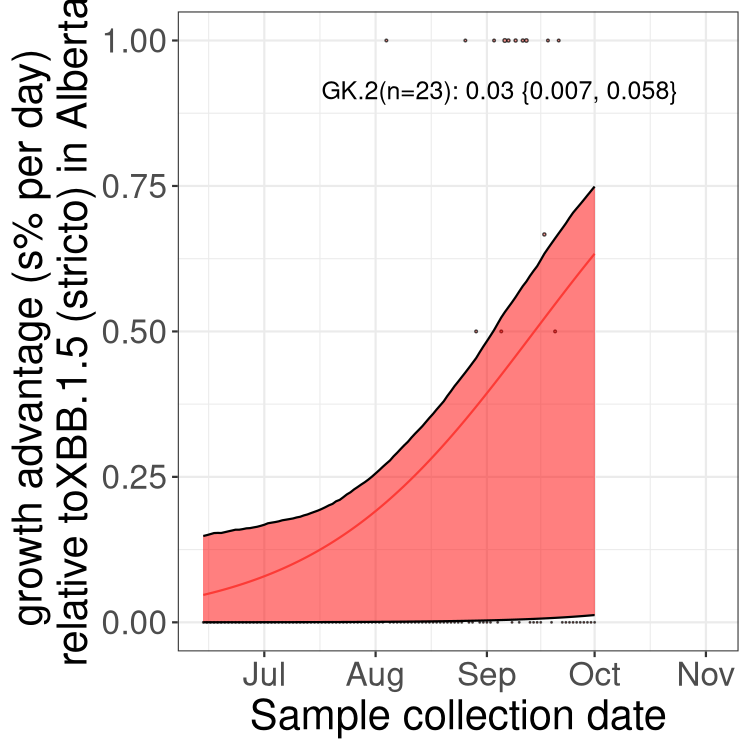 growth advantage (s% per day)
relative toXBB.1.5 (stricto) in Alberta
1.00
0.75
0.50
0.25
0.00
GK.2(n=23): 0.03 {0.007, 0.058}
Jul Aug Sep Oct Nov
Sample collection date